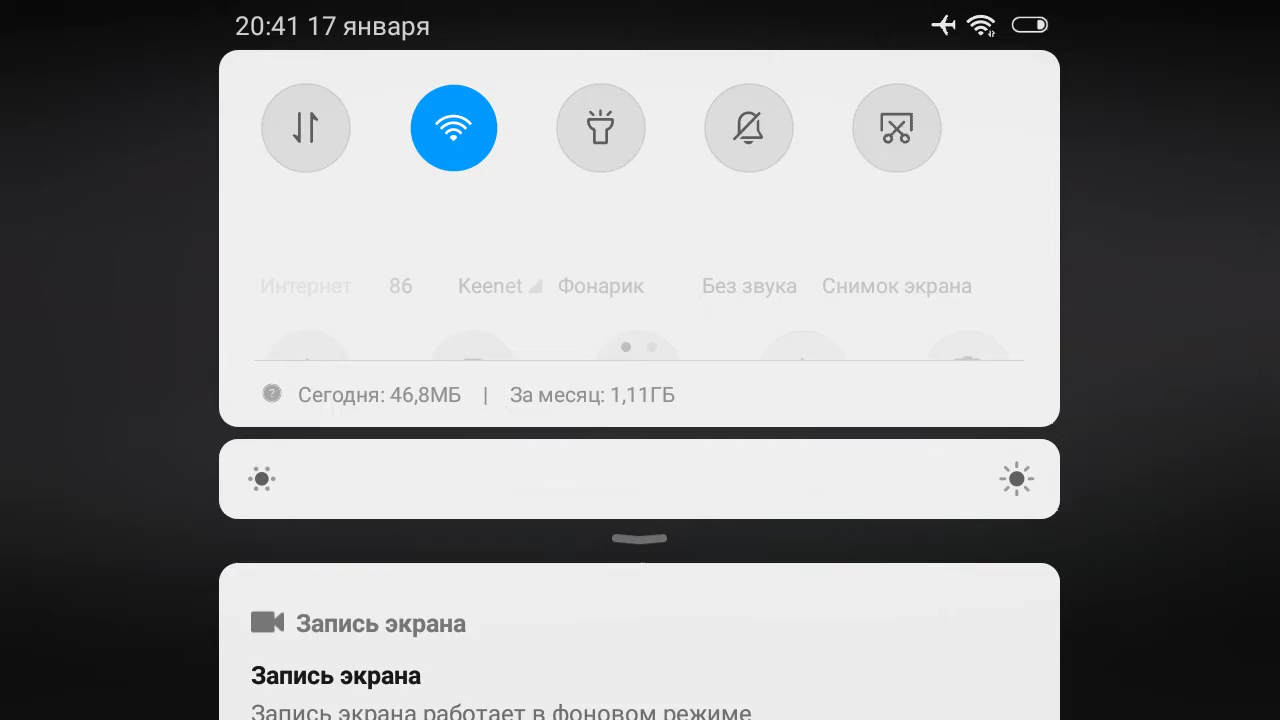 20:41 17 января
Интернет 86 Keenet Фонарик Без звука Снимок экрана
Сегодня: 46,8МБ | За месяц: 1,11ГБ
Запись экрана
Запись экрана
Запись экрана работает в фоновом режиме